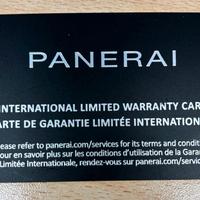 PANERAI
INTERNATIONAL LIMITED WARRANTY CAR
ARTE DE GARANTIE LIMITÉE INTERNATION
lease refer to panerai.com/services for its terms and condition
our en savoir plus sur les conditions d'utilisation de la Garan
Limitée Internationale, rendez-vous sur panerai.com/servic